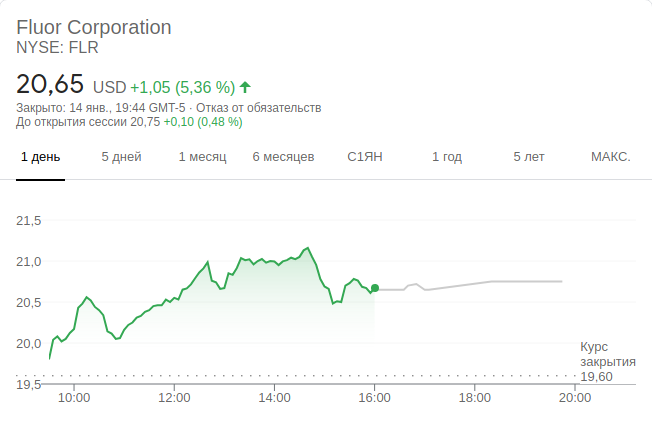 Fluor Corporation
NYSE: FLR
20,65 USD +1,05 (5,36 %)
Закрыто: 14 янв., 19:44 GMT-5 · Отказ от обязательств
До открытия сессии 20,75 +0,10 (0,48 %)
1 день 5 дней 1 месяц 6 месяцев С1ЯН 1 год 5 лет МАКС.
21,5
21,0
20,5
20,0
Курс
закрытия
19,60
19,5
10:00 12:00 14:00 16:00 18:00 20:00